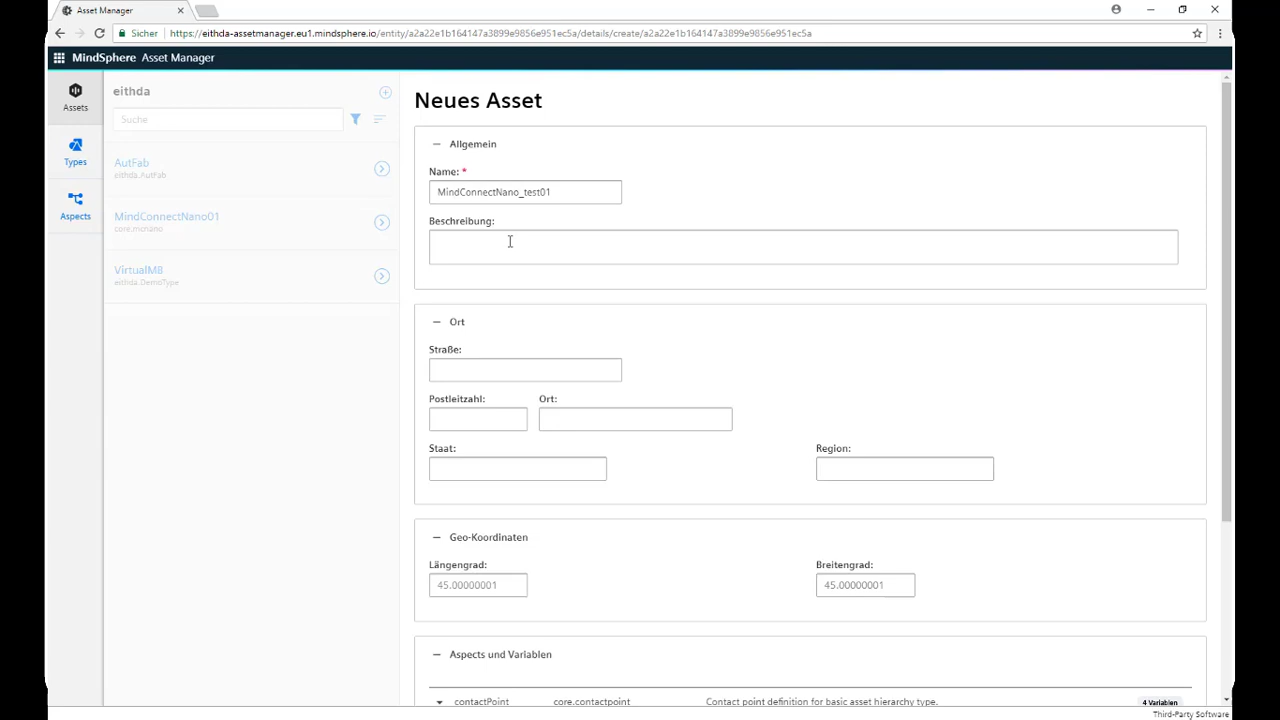 Asset Manager
Sicher https://eithda-assetmanager.eu1.mindsphere.io/entity/a2a22e1b164147a3899e9856e951ec5a/details/create/a2a22e1b164147a3899e9856e951ec5a
MindSphere Asset Manager
Assets
Types
Aspects
eithda
Suche
AutFab
eithda.AutFab
MindConnectNano01
core.mcnano
VirtualMB
eithda.DemoType
Neues Asset
Allgemein
Name: *
MindConnectNano_test01
Beschreibung:
Ort
Straße:
Postleitzahl: Ort:
Staat: Region:
Geo-Koordinaten
Längengrad: Breitengrad:
45.00000001 45.00000001
Aspects und Variablen
contactPoint core.contactpoint Contact point definition for basic asset hierarchy type. 4 Variablen
Third-Party Software